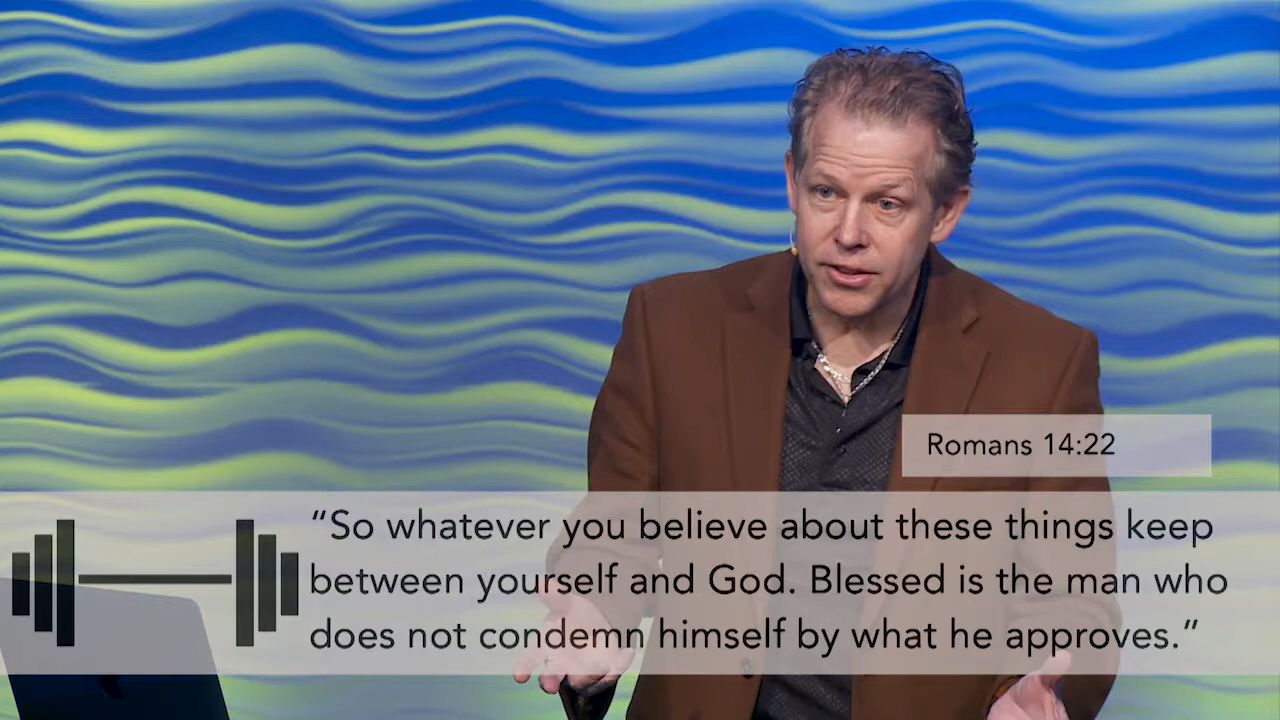 Romans 14:22
“So whatever you believe about these things keep
between yourself and God. Blessed is the man who
does not condemn himself by what he approves.”